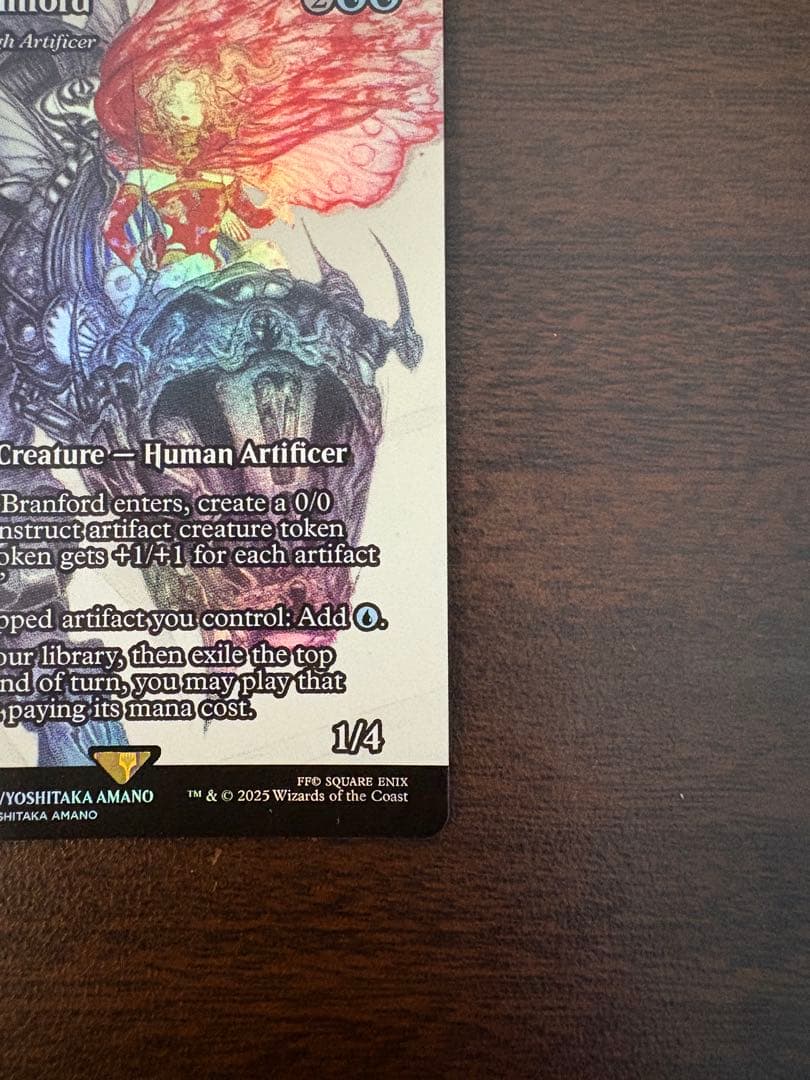 gh Artificer
2
Creature — Human Artificer
Branford enters, create a 0/0
nstruct artifact creature token
oken gets +1/+1 for each artifact
”
pped artifact you control: Add .
our library, then exile the top
nd of turn, you may play that
paying its mana cost.
1/4
FF© SQUARE ENIX
/YOSHITAKA AMANO ™ & © 2025 Wizards of the Coast
SHITAKA AMANO